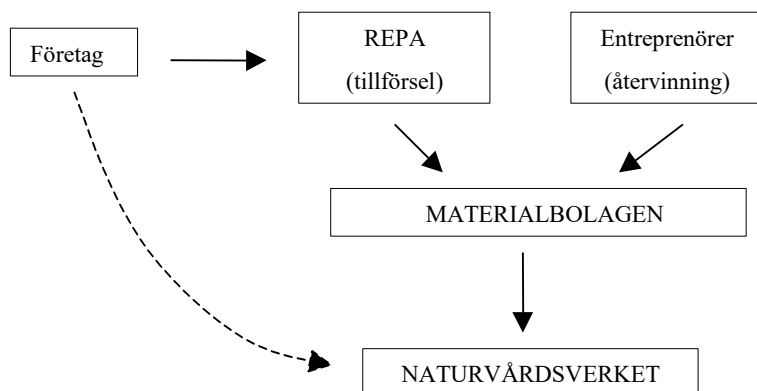 Företag
REPA
(tillförsel)
Entreprenörer
(återvinning)
MATERIALBOLAGEN
NATURVÅRDSVERKET